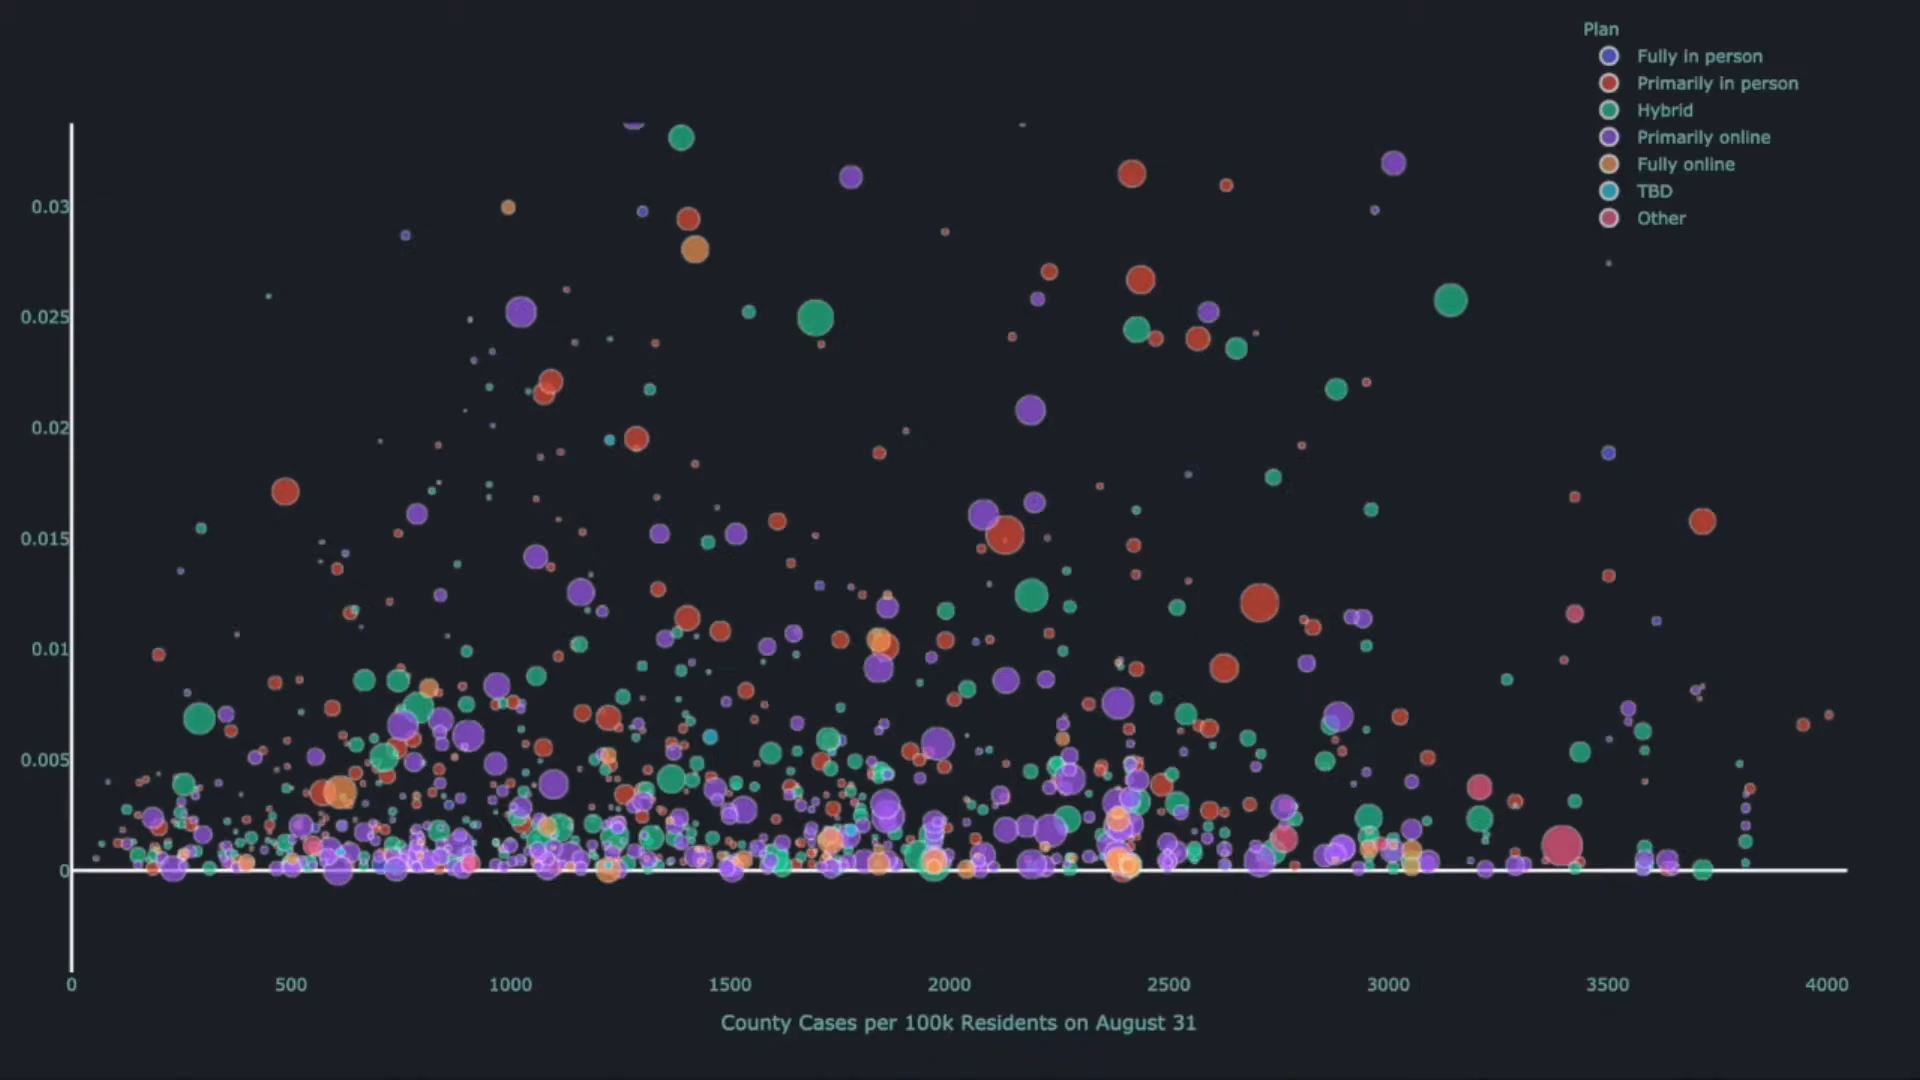 Plan
Fully in person
Primarily in person
Hybrid
Primarily online
Fully online
TBD
Other
0.03
0.025
0.02
0.015
0.01
0.005
0
0 500 1000 1500 2000 2500 3000 3500 4000
County Cases per 100k Residents on August 31